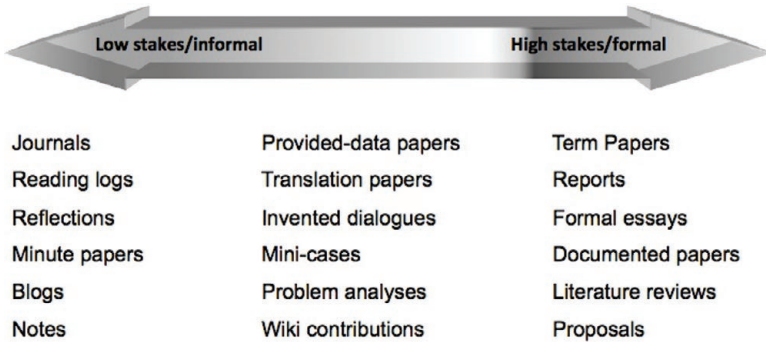 Low stakes/informal High stakes/formal
Journals Provided-data papers Term Papers
Reading logs Translation papers Reports
Reflections Invented dialogues Formal essays
Minute papers Mini-cases Documented papers
Blogs Problem analyses Literature reviews
Notes Wiki contributions Proposals